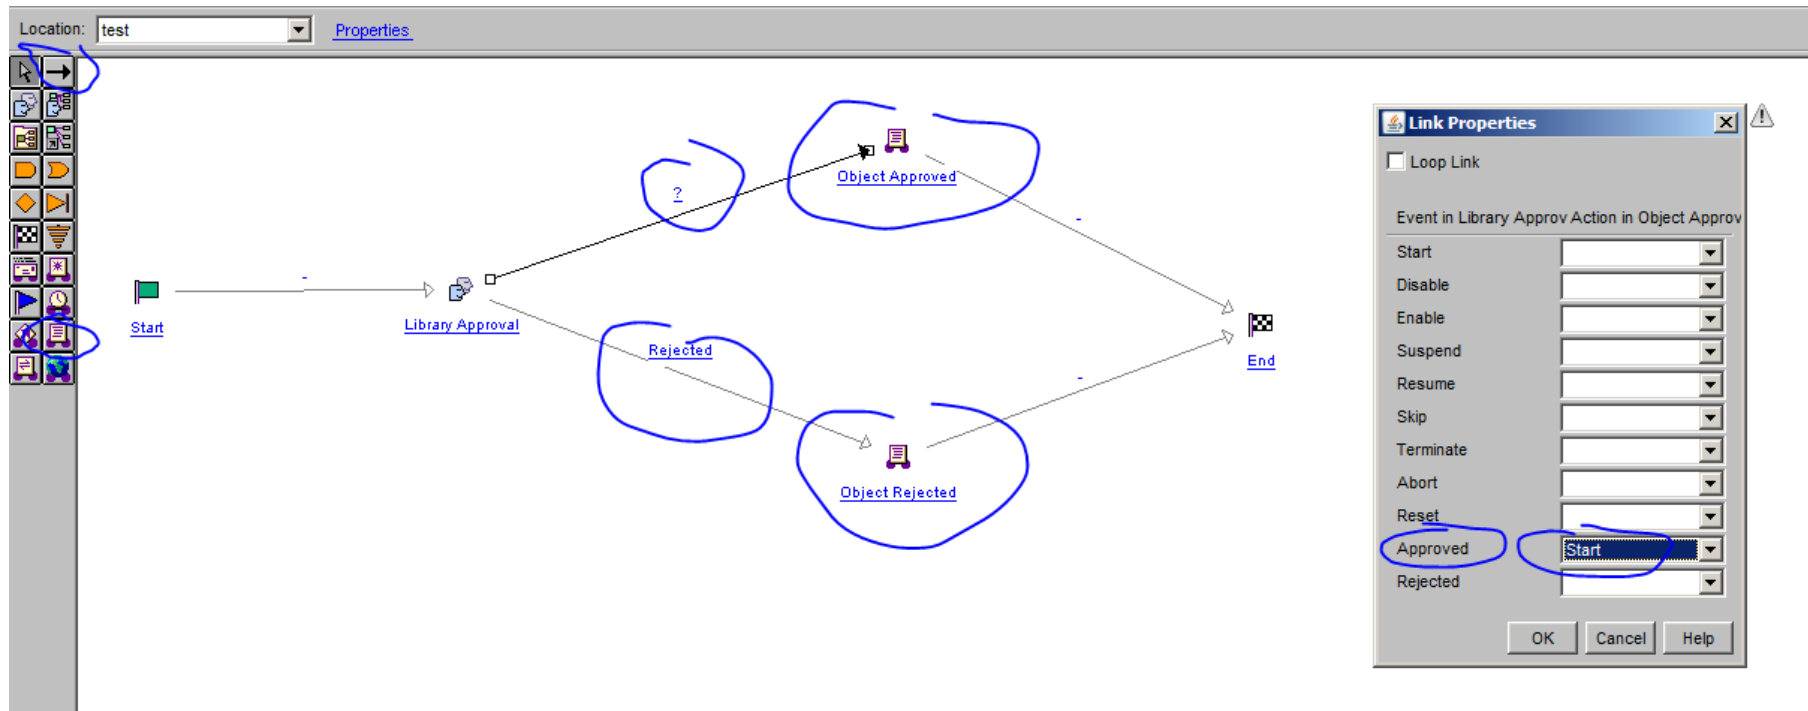 Location: test Properties
Object Approved
?
-
-
Start
Library Approval
Rejected
-
End
Object Rejected
Link Properties
Loop Link
Event in Library Approv Action in Object Approv
Start
Disable
Enable
Suspend
Resume
Skip
Terminate
Abort
Reset
Approved Start
Rejected
OK Cancel Help